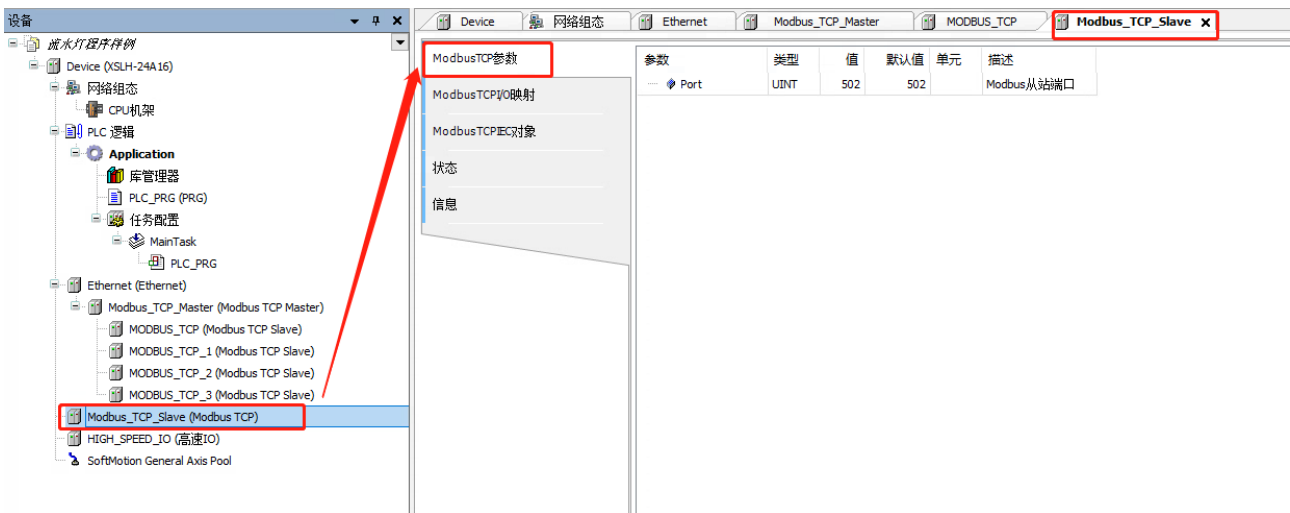 设备
流水灯程序样例
Device (XSLH-24A16)
网络组态
CPU机架
PLC 逻辑
Application
库管理器
PLC_PRG (PRG)
任务配置
MainTask
PLC_PRG
Ethernet (Ethernet)
Modbus_TCP_Master (Modbus TCP Master)
MODBUS_TCP (Modbus TCP Slave)
MODBUS_TCP_1 (Modbus TCP Slave)
MODBUS_TCP_2 (Modbus TCP Slave)
MODBUS_TCP_3 (Modbus TCP Slave)
Modbus_TCP_Slave (Modbus TCP)
HIGH_SPEED_IO (高速IO)
SoftMotion General Axis Pool
Device 网络组态 Ethernet Modbus_TCP_Master MODBUS_TCP Modbus_TCP_Slave
ModbusTCP参数
ModbusTCPI/O映射
ModbusTCPIEC对象
状态
信息
参数 类型 值 默认值 单元 描述
Port UINT 502 502 Modbus从站端口